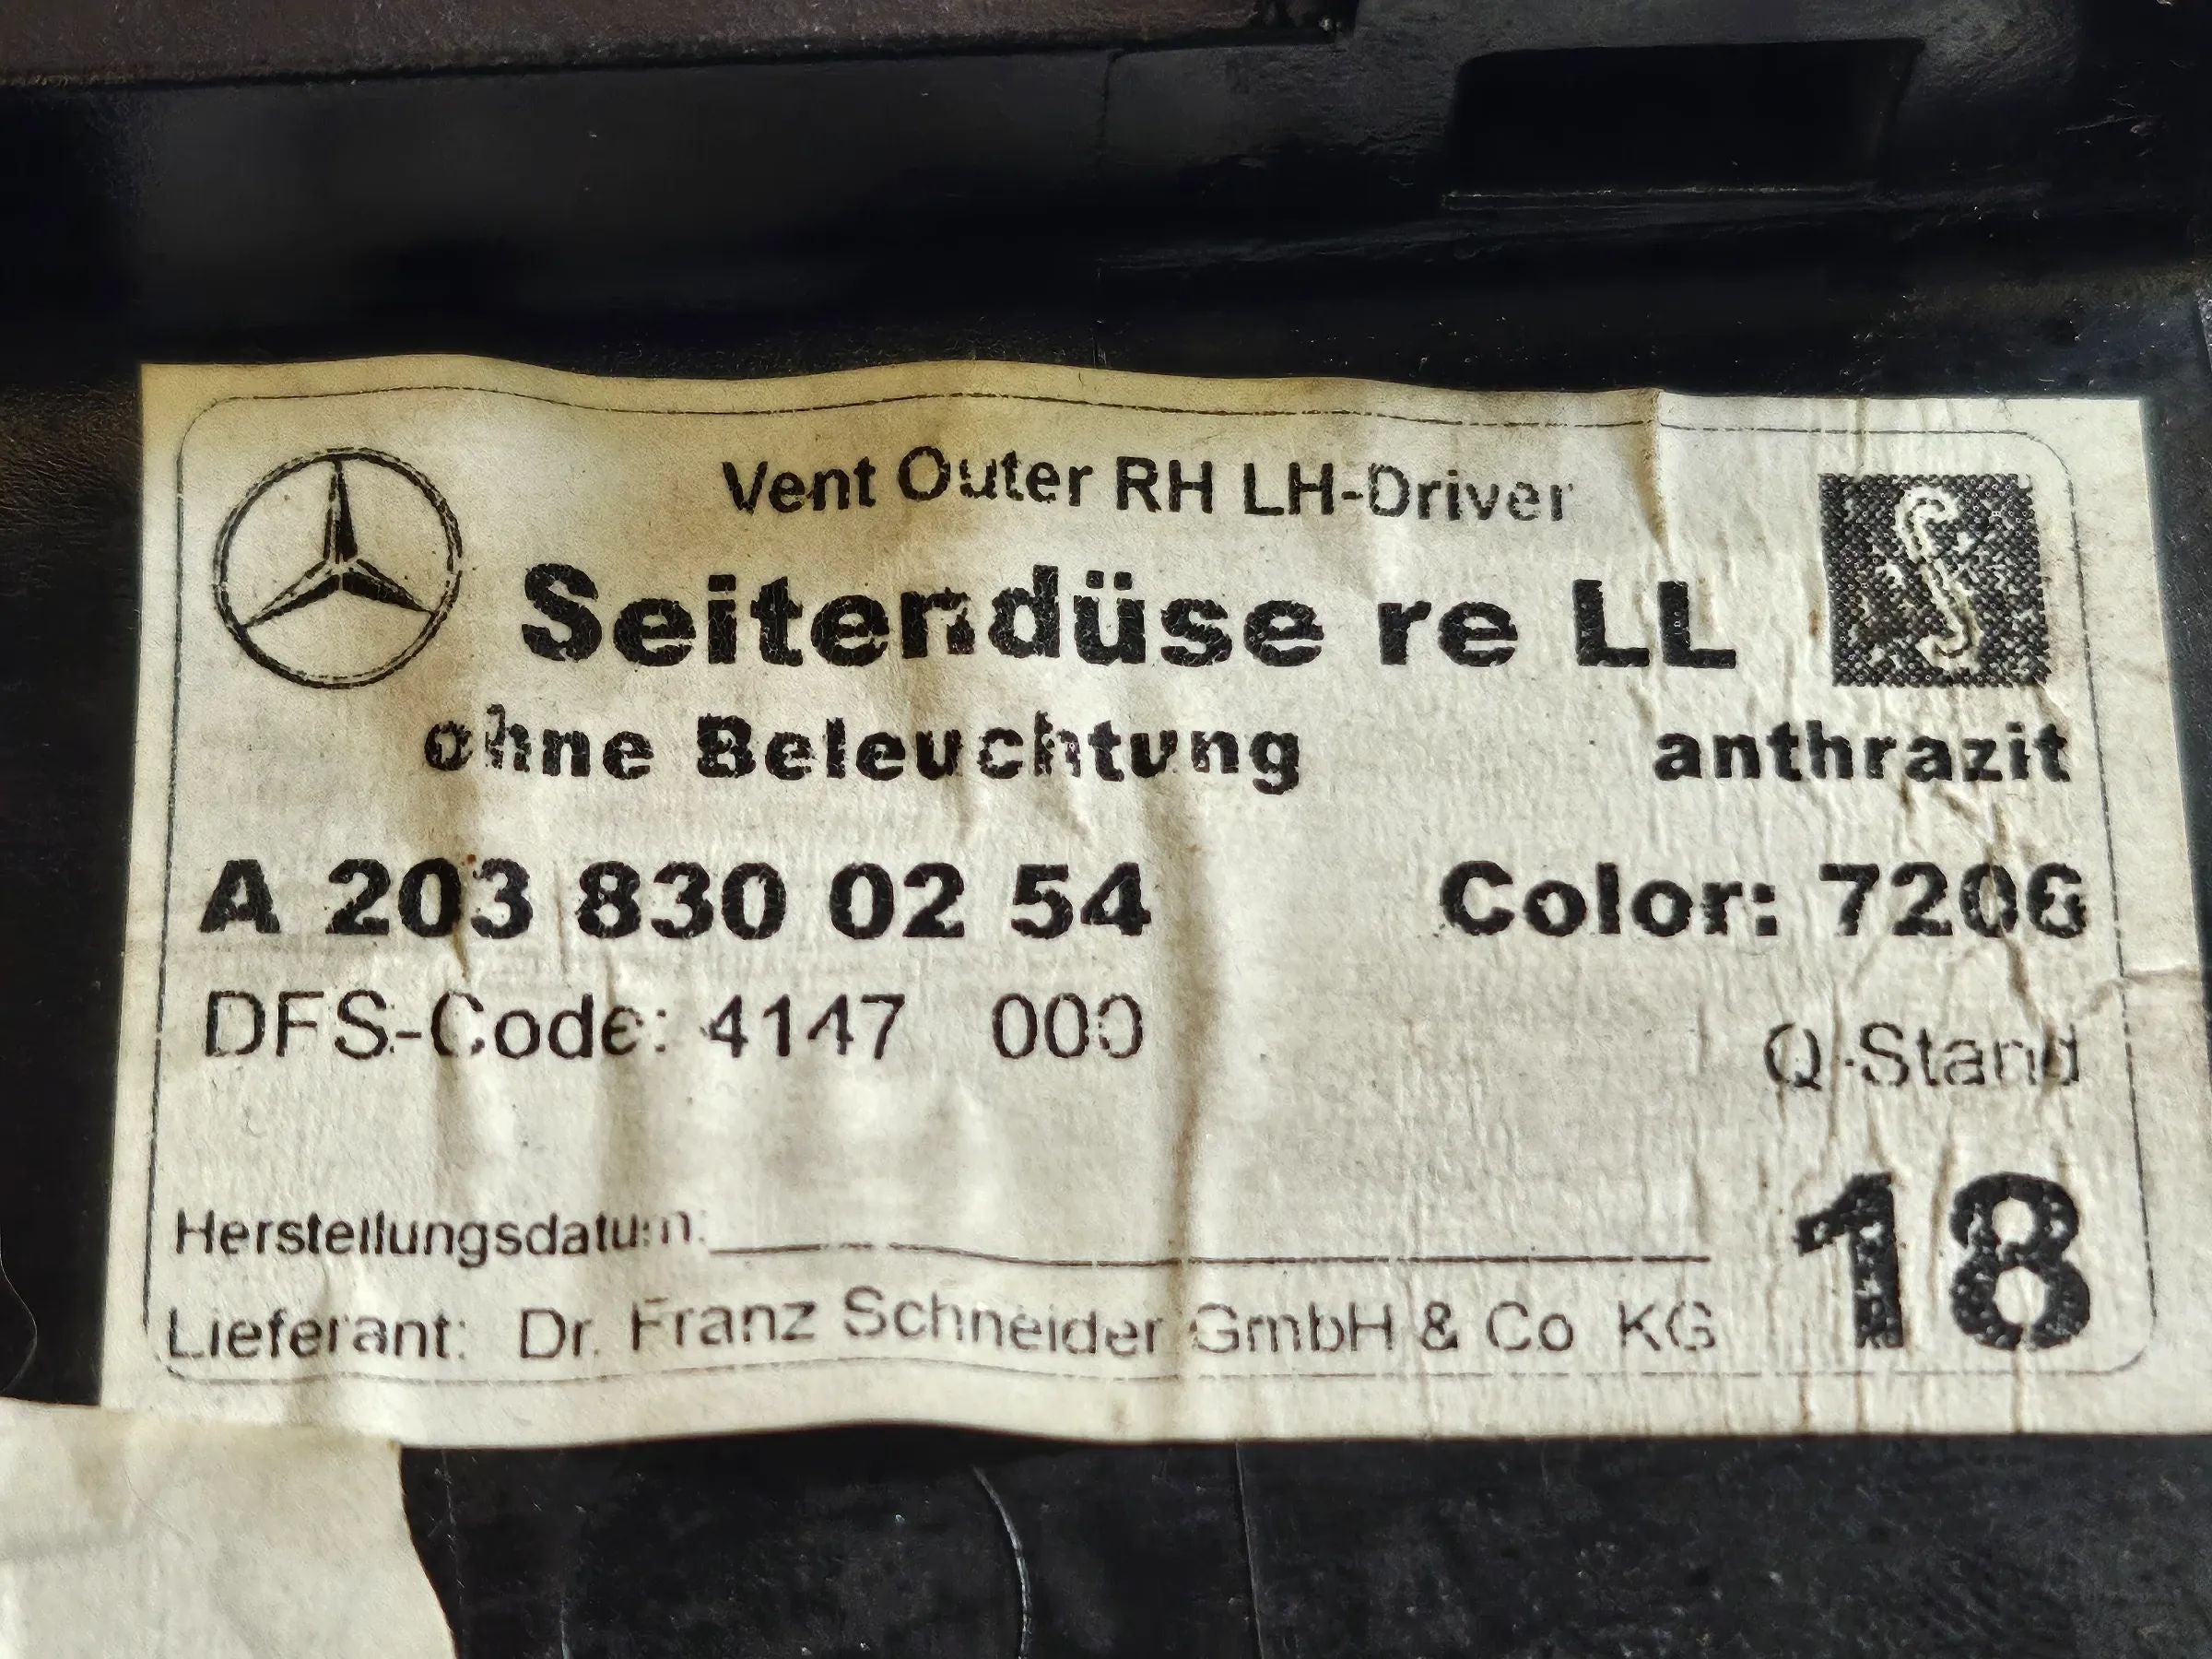 Vent Outer RH LH-Driver
Seitendüse re LL
ohne Beleuchtung anthrazit
A 203 830 02 54 Color: 7206
DFS-Code: 4147 000 Q-Stand
Herstellungsdatum: 18
Lieferant: Dr. Franz Schneider GmbH & Co KG